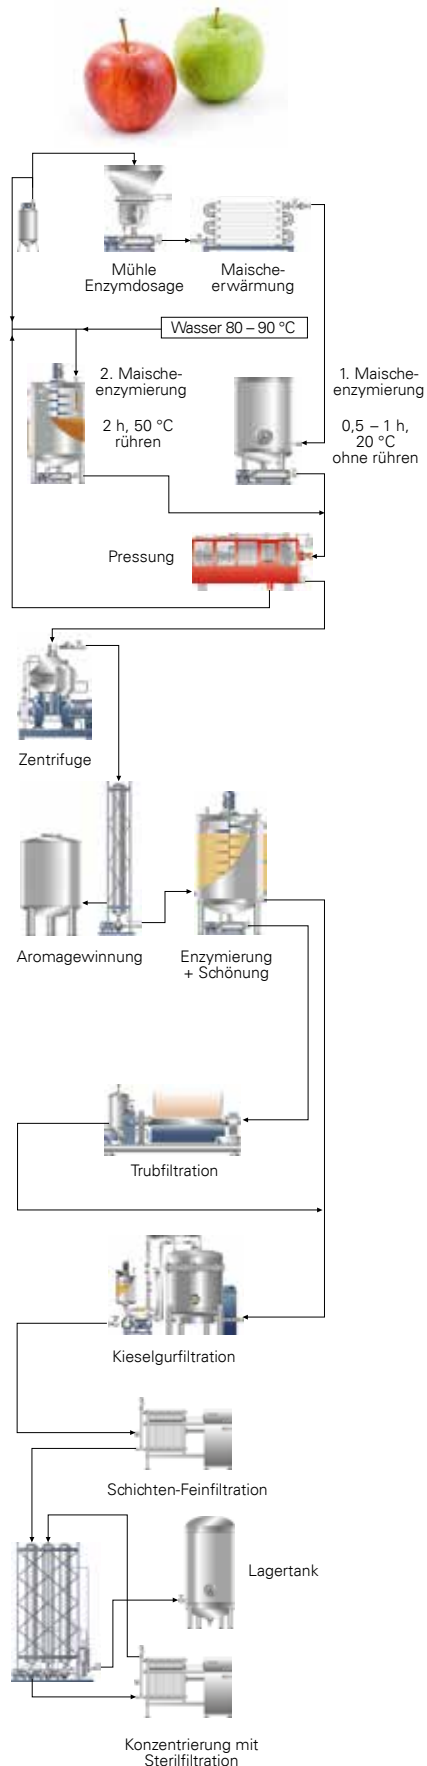 Mühle
Enzymdosage
Maische-
erwärmung
Wasser 80 – 90 °C
2. Maische-
enzymierung
2 h, 50 °C
rühren
1. Maische-
enzymierung
0,5 – 1 h,
20 °C
ohne rühren
Pressung
Zentrifuge
Aromagewinnung
Enzymierung
+ Schönung
Trubfiltration
Kieselgurfiltration
Schichten-Feinfiltration
Lagertank
Konzentrierung mit
Sterilfiltration